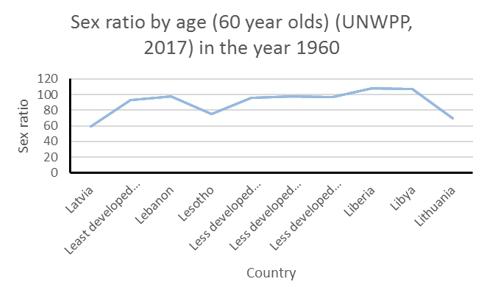 Sex ratio by age (60 year olds) (UNWPP,
2017) in the year 1960
120
100
80
60
40
20
0
Sex ratio
Latvia
Least developed...
Lebanon
Lesotho
Less developed...
Less developed...
Less developed...
Liberia
Libya
Lithuania
Country